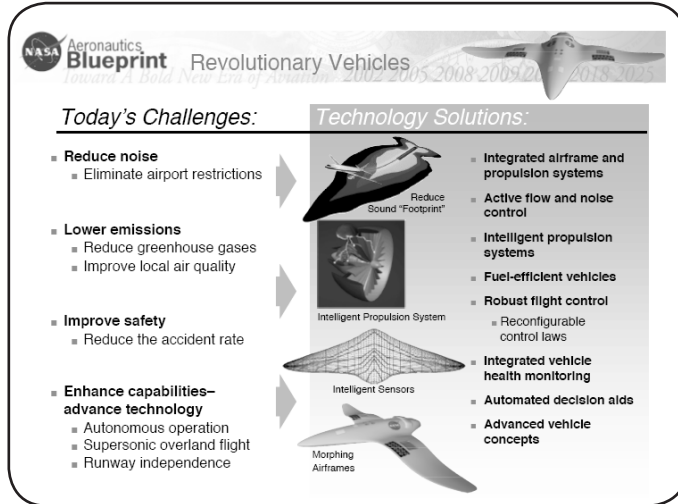 NASA
Aeronautics
Blueprint
Revolutionary Vehicles
Toward A Bold New Era of Aviation 2002 2005 2008 2009 2018 2025
Today's Challenges:
Technology Solutions:
Reduce noise
Eliminate airport restrictions
Lower emissions
Reduce greenhouse gases
Improve local air quality
Improve safety
Reduce the accident rate
Enhance capabilities–
advance technology
Autonomous operation
Supersonic overland flight
Runway independence
Reduce
Sound "Footprint"
Intelligent Propulsion System
Intelligent Sensors
Morphing
Airframes
Integrated airframe and
propulsion systems
Active flow and noise
control
Intelligent propulsion
systems
Fuel-efficient vehicles
Robust flight control
Reconfigurable
control laws
Integrated vehicle
health monitoring
Automated decision aids
Advanced vehicle
concepts